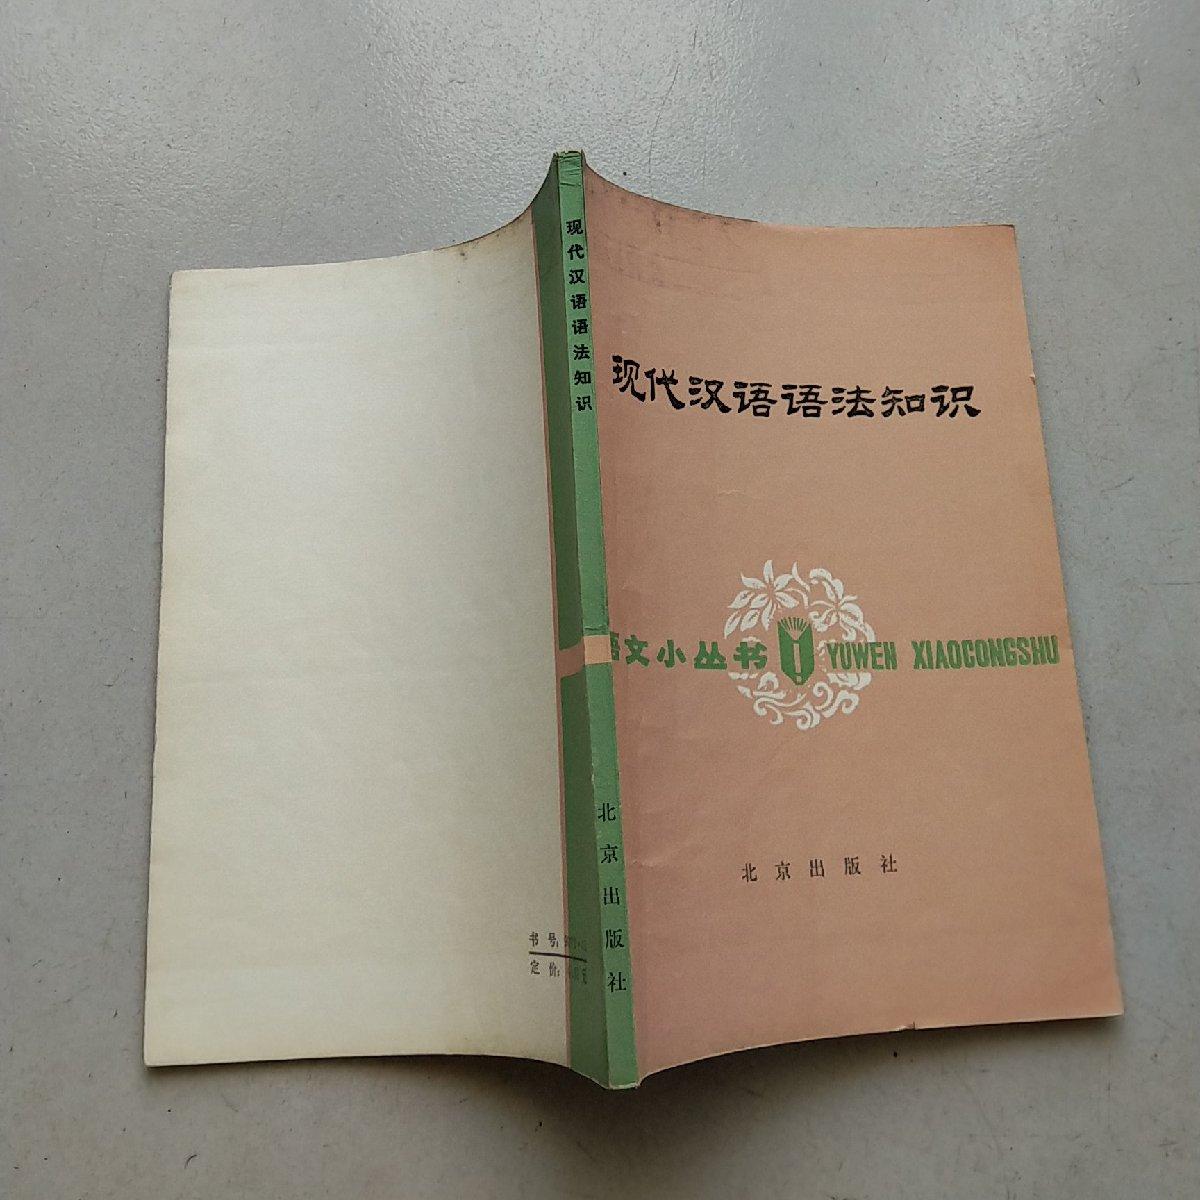 现代汉语语法知识
语文小丛书 YUWEN XIAOCONGSHU
北京出版社
现代汉语语法知识
北京出版社
书号:
定价: 元